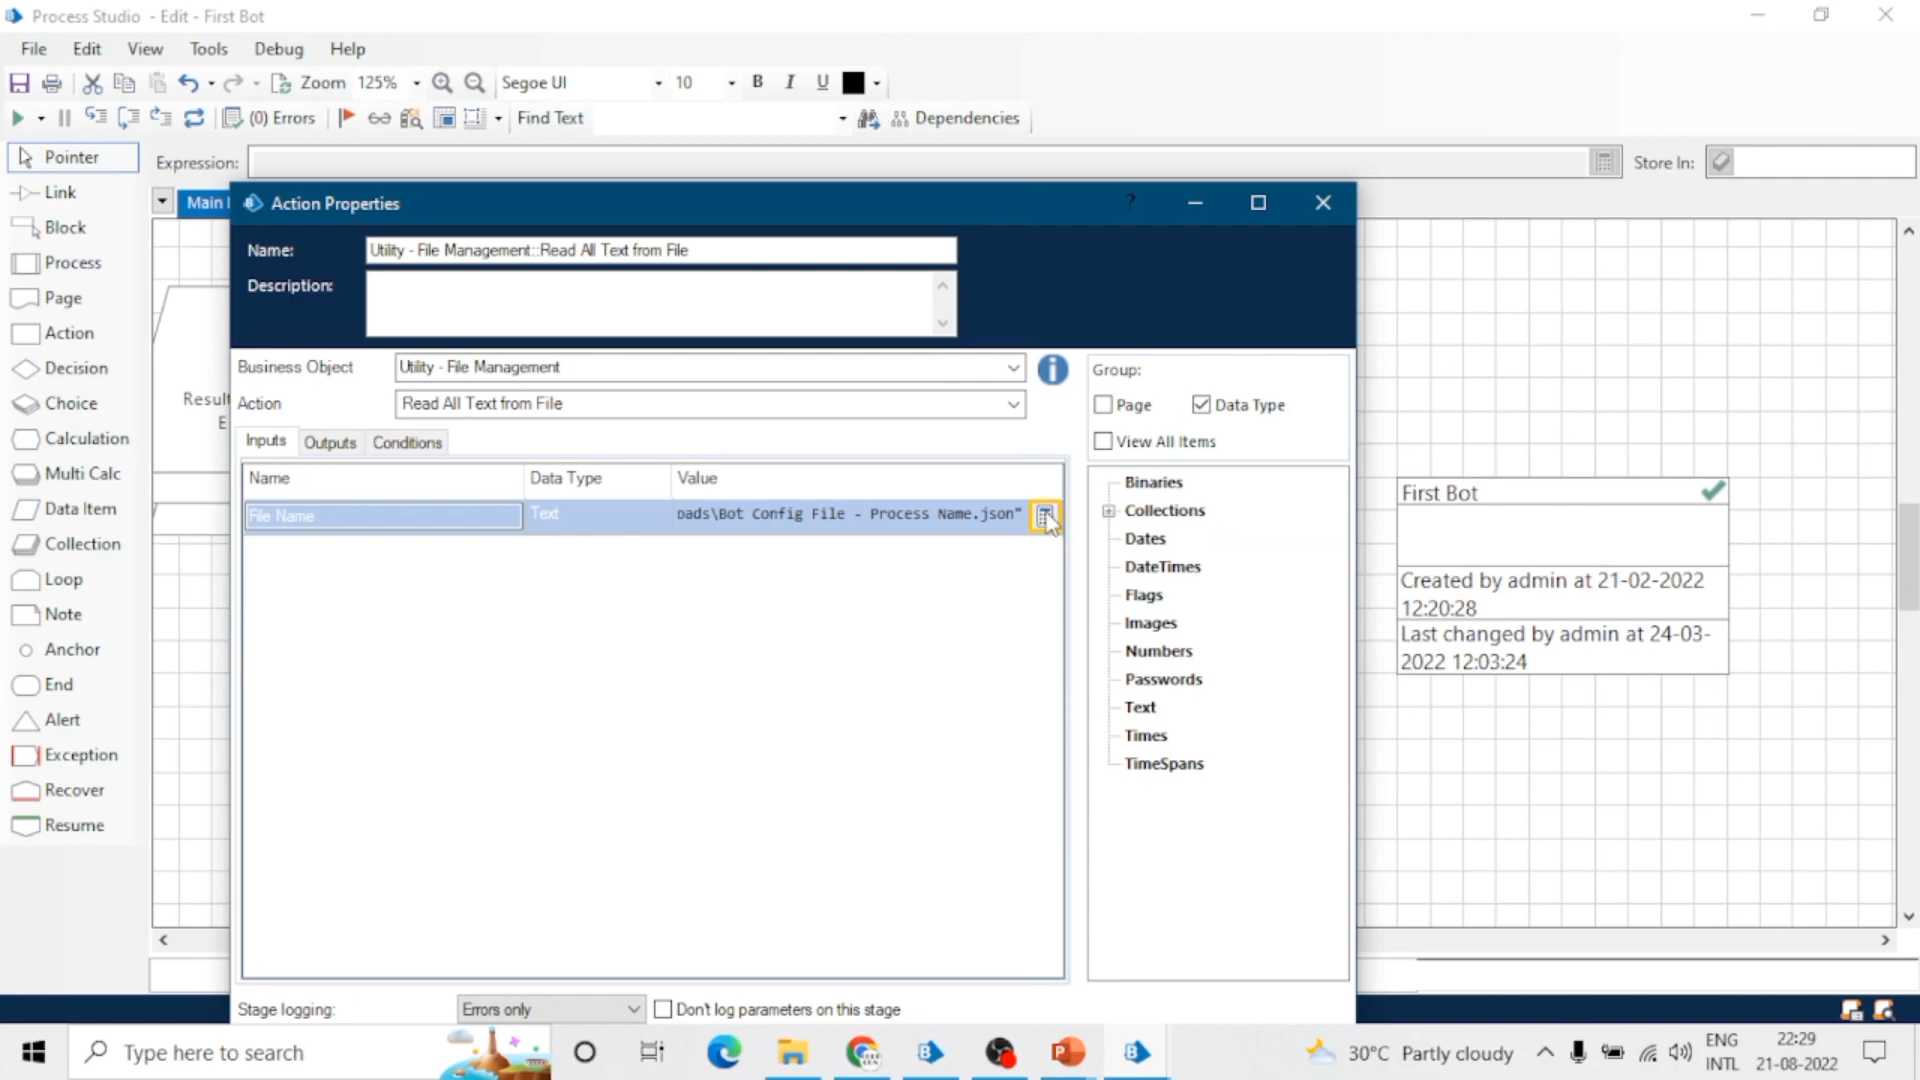 Process Studio - Edit - First Bot
File Edit View Tools Debug Help
Zoom 125% Segoe UI 10 B I U
(0) Errors Find Text Dependencies
Pointer
Expression: Store In:
Link
Main
Action Properties ?
Block
Name: Utility - File Management::Read All Text from File
Process
Description:
Page
Action
Decision
Choice
Calculation
Multi Calc
Data Item
Collection
Loop
Note
Anchor
End
Alert
Exception
Recover
Resume
Result
E
Business Object Utility - File Management
Action Read All Text from File
Inputs Outputs Conditions
Name Data Type Value
File Name Text oads\Bot Config File - Process Name.json"
Group:
Page Data Type
View All Items
Binaries
Collections
Dates
DateTimes
Flags
Images
Numbers
Passwords
Text
Times
TimeSpans
First Bot
Created by admin at 21-02-2022
12:20:28
Last changed by admin at 24-03-
2022 12:03:24
Stage logging: Errors only Don't log parameters on this stage
Type here to search
30°C Partly cloudy
ENG
INTL
22:29
21-08-2022